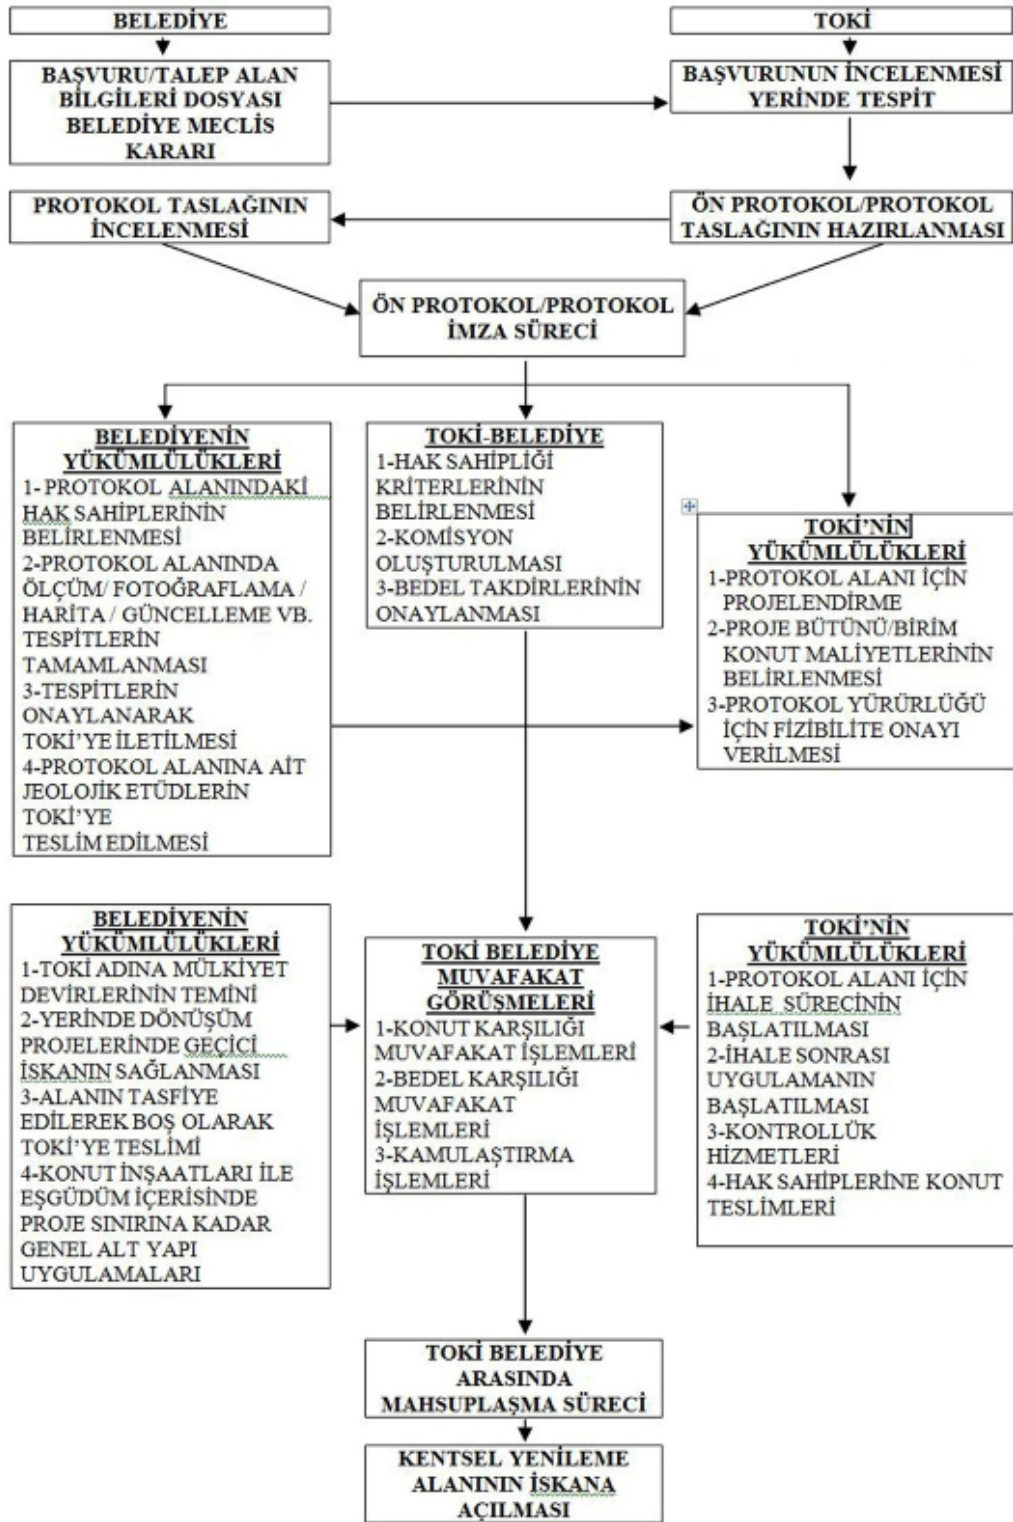 BELEDİYE
TOKİ
BAŞVURU/TALEP ALAN
BİLGİLERİ DOSYASI
BELEDİYE MECLİS
KARARI
BAŞVURUNUN İNCELENMESİ
YERİNDE TESPİT
PROTOKOL TASLAĞININ
İNCELENMESİ
ÖN PROTOKOL/PROTOKOL
TASLAĞININ HAZIRLANMASI
ÖN PROTOKOL/PROTOKOL
İMZA SÜRECİ
BELEDİYENİN
YÜKÜMLÜLÜKLERİ
1- PROTOKOL ALANINDAKİ
HAK SAHİPLERİNİN
BELİRLENMESİ
2-PROTOKOL ALANINDA
ÖLÇÜM/ FOTOĞRAFLAMA /
HARİTA / GÜNCELLEME VB.
TESPİTLERİN
TAMAMLANMASI
3-TESPİTLERİN
ONAYLANARAK
TOKİ'YE İLETİLMESİ
4-PROTOKOL ALANINA AİT
JEOLOJİK ETÜDLERİN
TOKİ'YE
TESLİM EDİLMESİ
TOKİ-BELEDİYE
1-HAK SAHİPLİĞİ
KRİTERLERİNİN
BELİRLENMESİ
2-KOMİSYON
OLUŞTURULMASI
3-BEDEL TAKDİRLERİNİN
ONAYLANMASI
TOKİ'NİN
YÜKÜMLÜLÜKLERİ
1-PROTOKOL ALANI İÇİN
PROJELENDİRME
2-PROJE BÜTÜNÜ/BİRİM
KONUT MALİYETLERİNİN
BELİRLENMESİ
3-PROTOKOL YÜRÜRLÜĞÜ
İÇİN FİZİBİLİTE ONAYI
VERİLMESİ
BELEDİYENİN
YÜKÜMLÜLÜKLERİ
1-TOKİ ADINA MÜLKİYET
DEVİRLERİNİN TEMİNİ
2-YERİNDE DÖNÜŞÜM
PROJELERİNDE GEÇİCİ
İSKANIN SAĞLANMASI
3-ALANIN TASFİYE
EDİLEREK BOŞ OLARAK
TOKİ'YE TESLİMİ
4-KONUT İNŞAATLARI İLE
EŞGÜDÜM İÇERİSİNDE
PROJE SINIRINA KADAR
GENEL ALT YAPI
UYGULAMALARI
TOKİ BELEDİYE
MUVAFAKAT
GÖRÜŞMELERİ
1-KONUT KARŞILIĞI
MUVAFAKAT İŞLEMLERİ
2-BEDEL KARŞILIĞI
MUVAFAKAT
İŞLEMLERİ
3-KAMULAŞTIRMA
İŞLEMLERİ
TOKİ'NİN
YÜKÜMLÜLÜKLERİ
1-PROTOKOL ALANI İÇİN
İHALE SÜRECİNİN
BAŞLATILMASI
2-İHALE SONRASI
UYGULAMANIN
BAŞLATILMASI
3-KONTROLLÜK
HİZMETLERİ
4-HAK SAHİPLERİNE KONUT
TESLİMLERİ
TOKİ BELEDİYE
ARASINDA
MAHSUPLAŞMA SÜRECİ
KENTSEL YENİLEME
ALANININ İSKANA
AÇILMASI